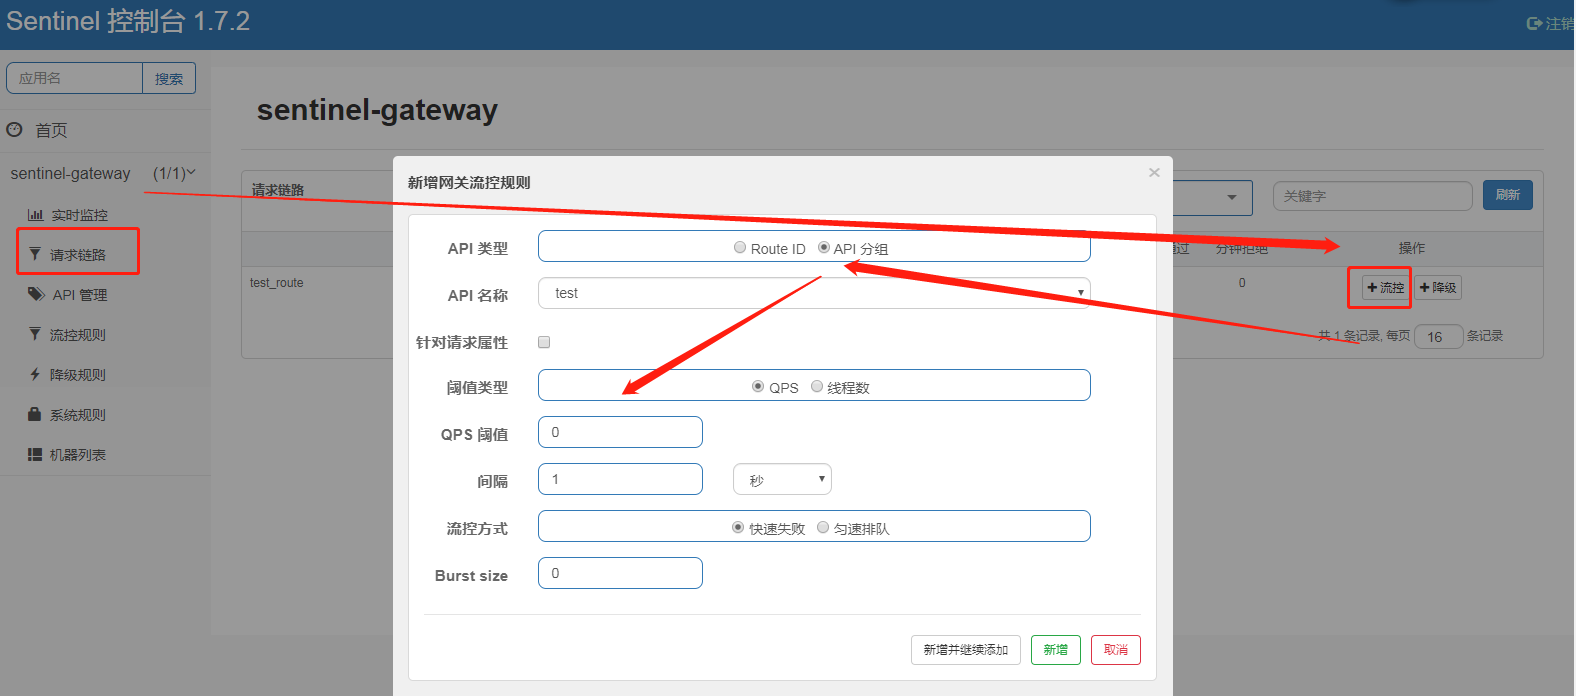 Sentinel 控制台 1.7.2
注销
应用名
搜索
sentinel-gateway
首页
sentinel-gateway (1/1)
实时监控
请求链路
API 管理
流控规则
降级规则
系统规则
机器列表
请求链路
关键字
刷新
分钟拒绝
操作
test_route
0
流控
降级
共 1 条记录, 每页 16 条记录
新增网关流控规则
×
API 类型
Route ID
API 分组
API 名称
test
针对请求属性
阈值类型
QPS
线程数
QPS 阈值
0
间隔
1
秒
流控方式
快速失败
匀速排队
Burst size
0
新增并继续添加
新增
取消